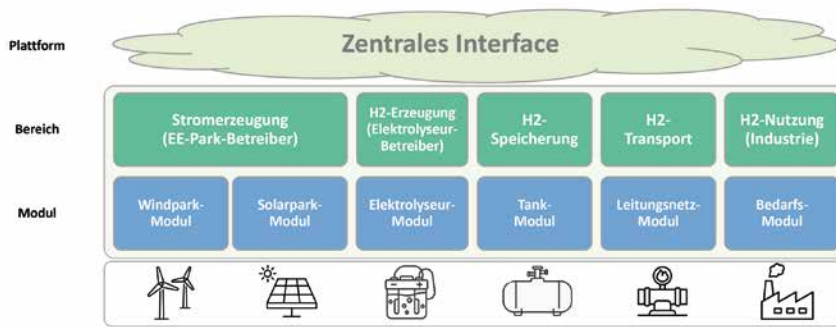 Plattform
Zentrales Interface
Bereich
Stromerzeugung
(EE-Park-Betreiber)
H2-Erzeugung
(Elektrolyseur-
Betreiber)
H2-
Speicherung
H2-
Transport
H2-Nutzung
(Industrie)
Modul
Windpark-
Modul
Solarpark-
Modul
Elektrolyseur-
Modul
Tank-
Modul
Leitungsnetz-
Modul
Bedarfs-
Modul